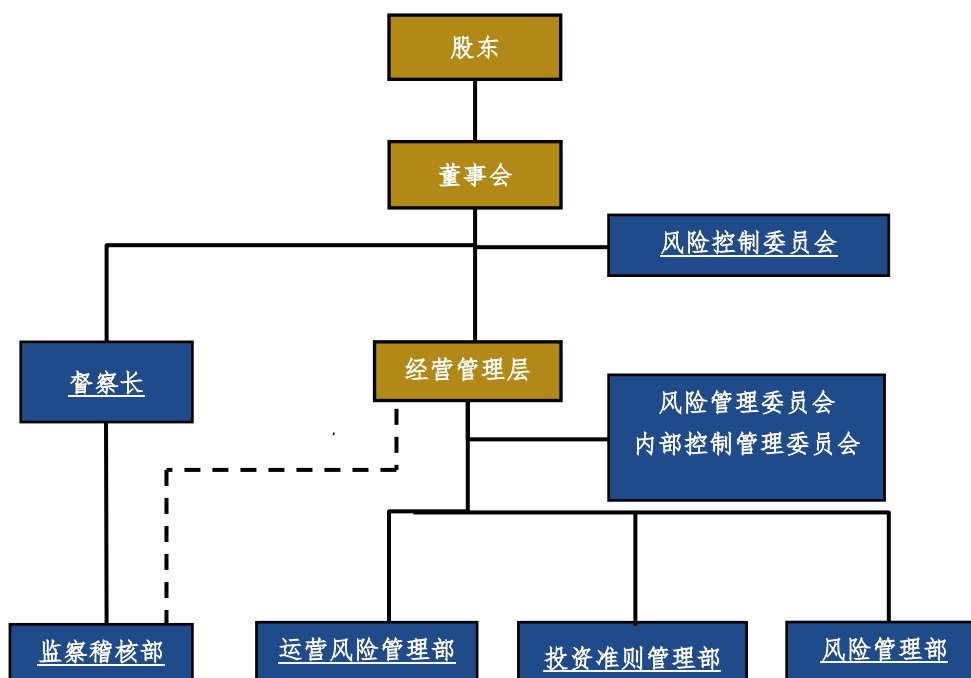 股东
董事会
风险控制委员会
督察长
经营管理层
风险管理委员会
内部控制管理委员会
监察稽核部
运营风险管理部
投资准则管理部
风险管理部